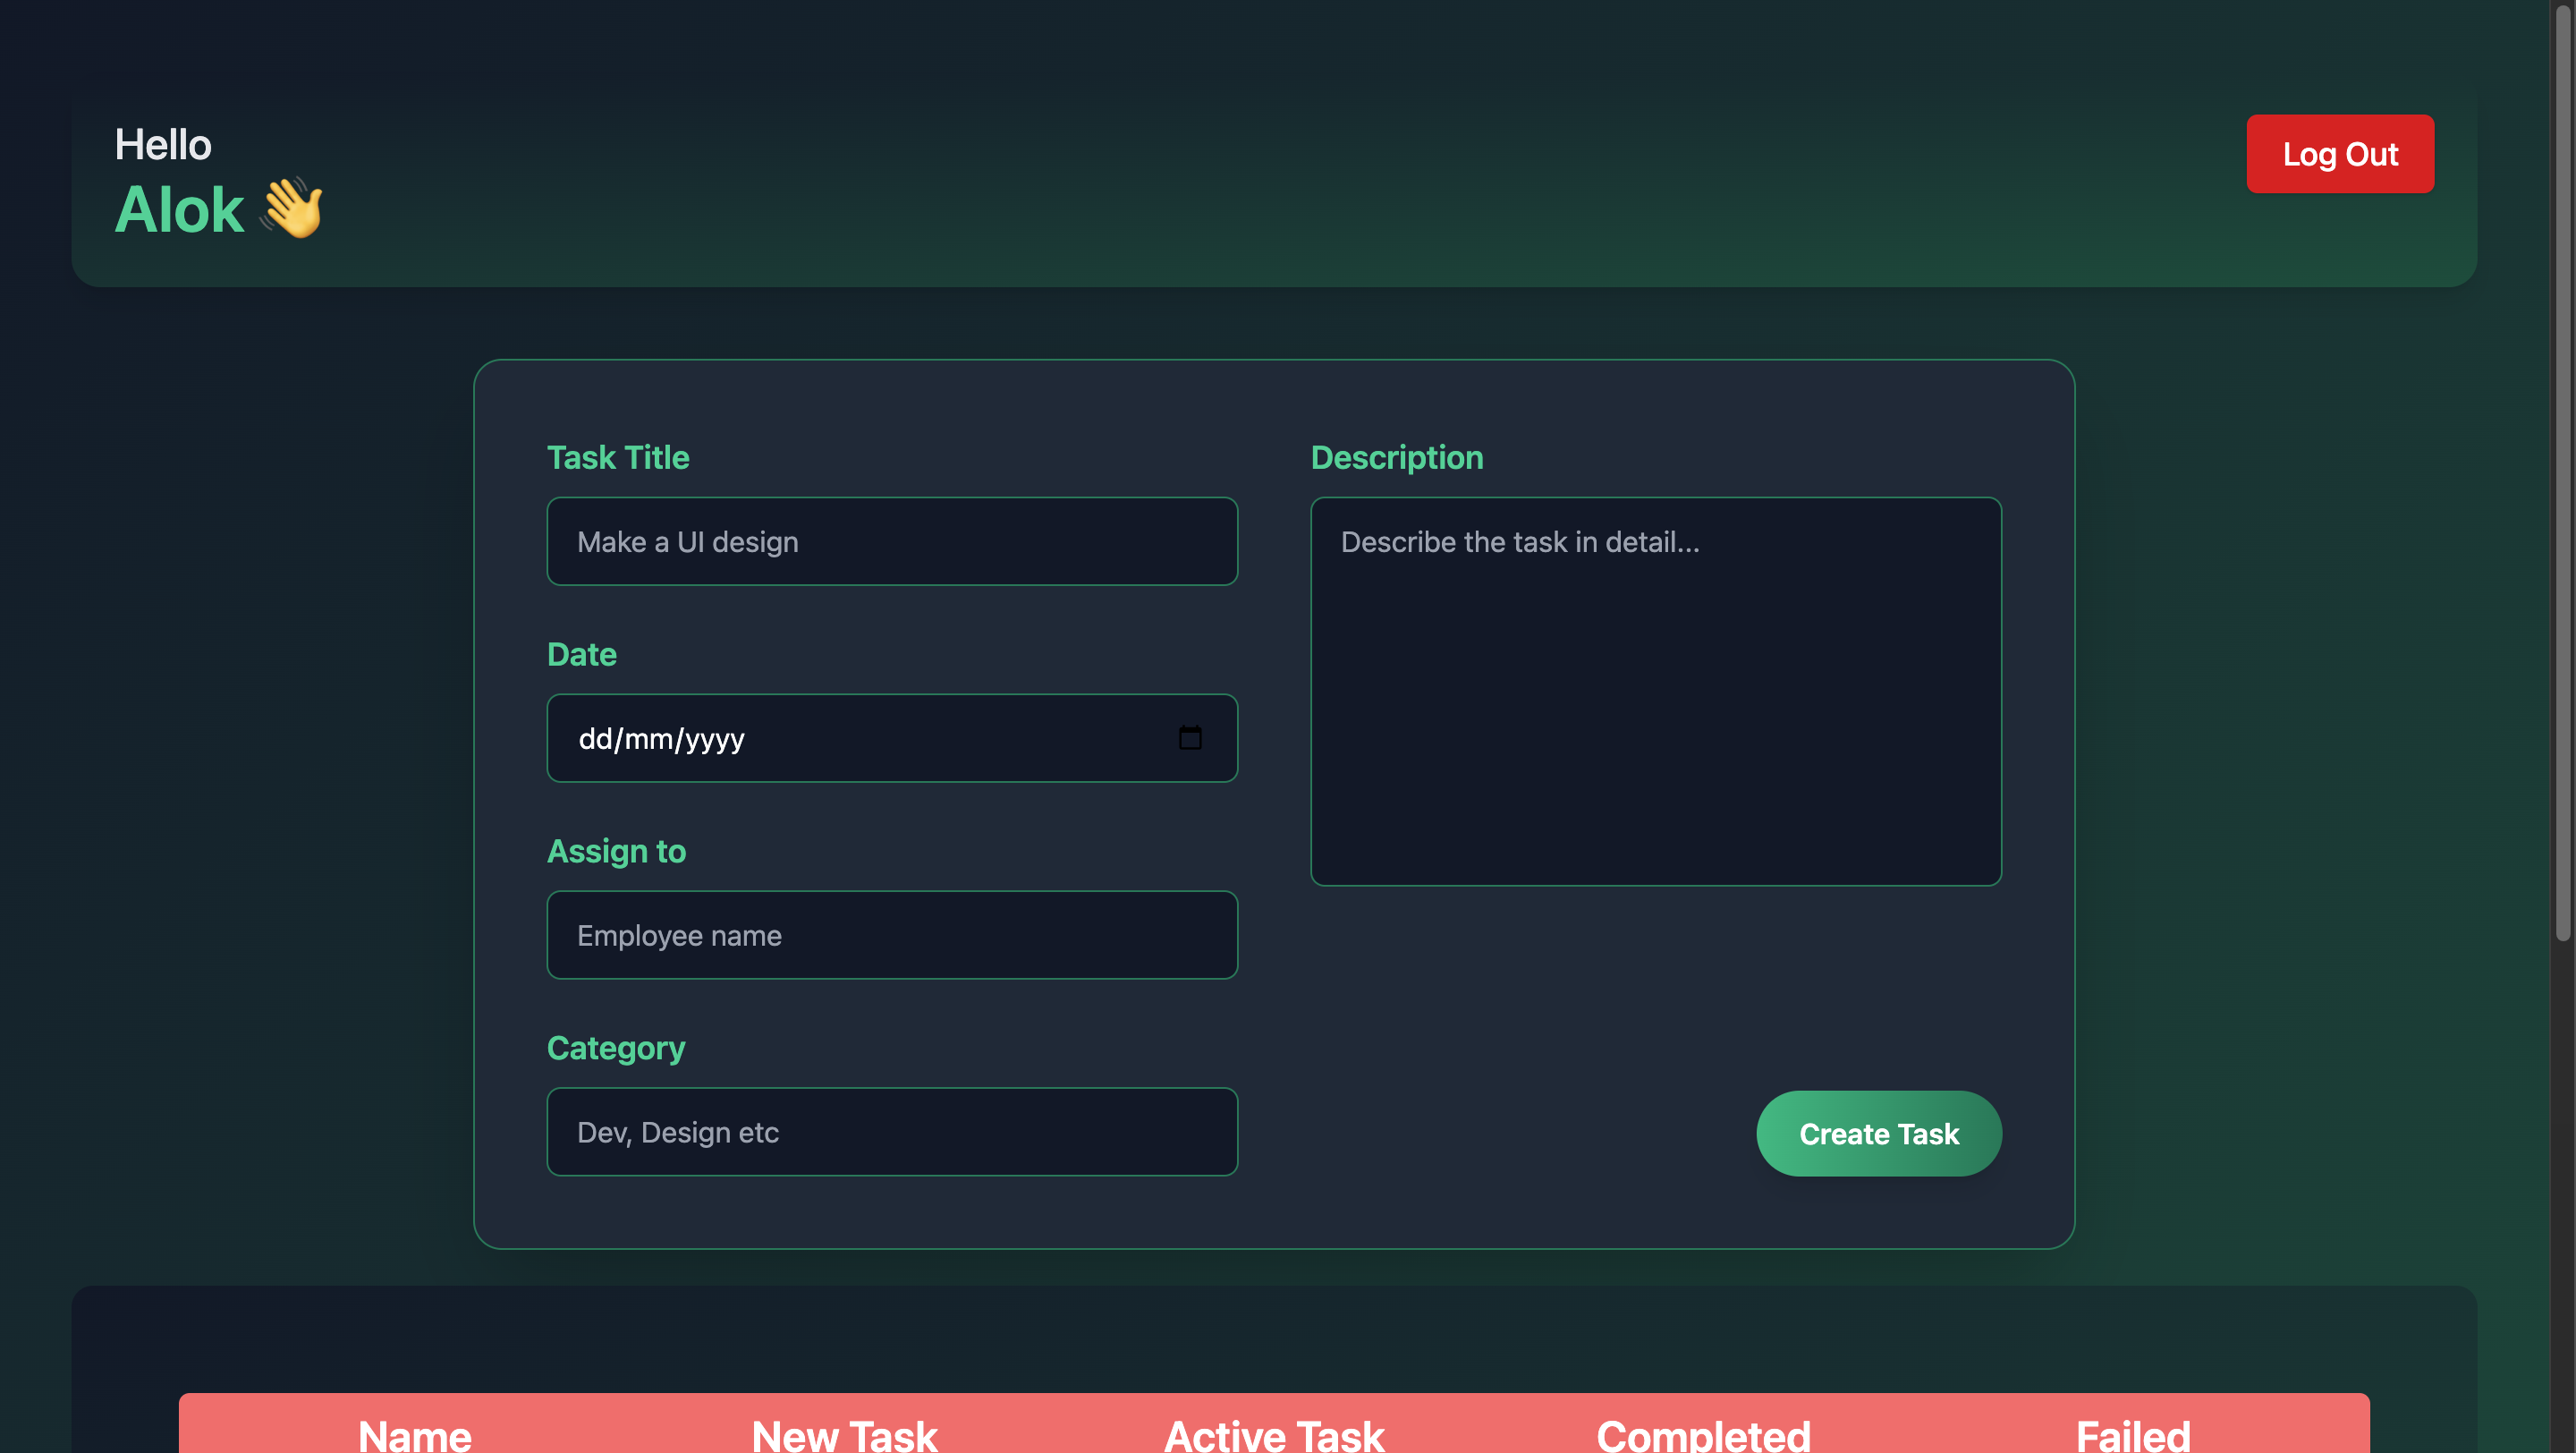 Hello
Alok 👋
Log Out
Task Title
Make a UI design
Date
dd/mm/yyyy
Assign to
Employee name
Category
Dev, Design etc
Description
Describe the task in detail...
Create Task
Name New Task Active Task Completed Failed